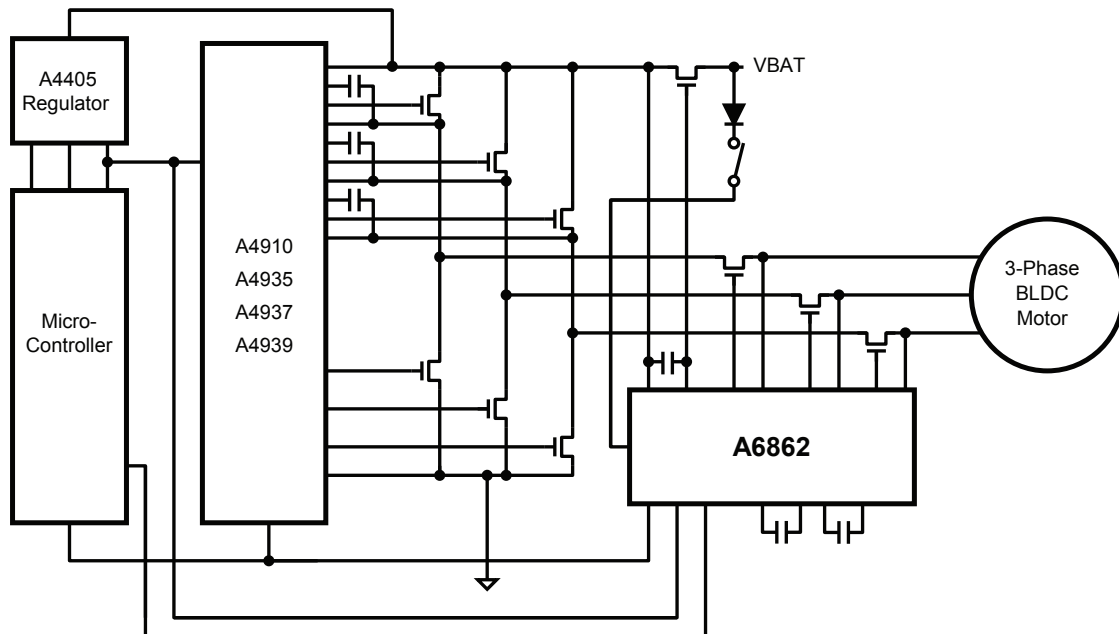 A4405
Regulator
VBAT
A4910
A4935
A4937
A4939
3-Phase
BLDC
Motor
Micro-
Controller
A6862